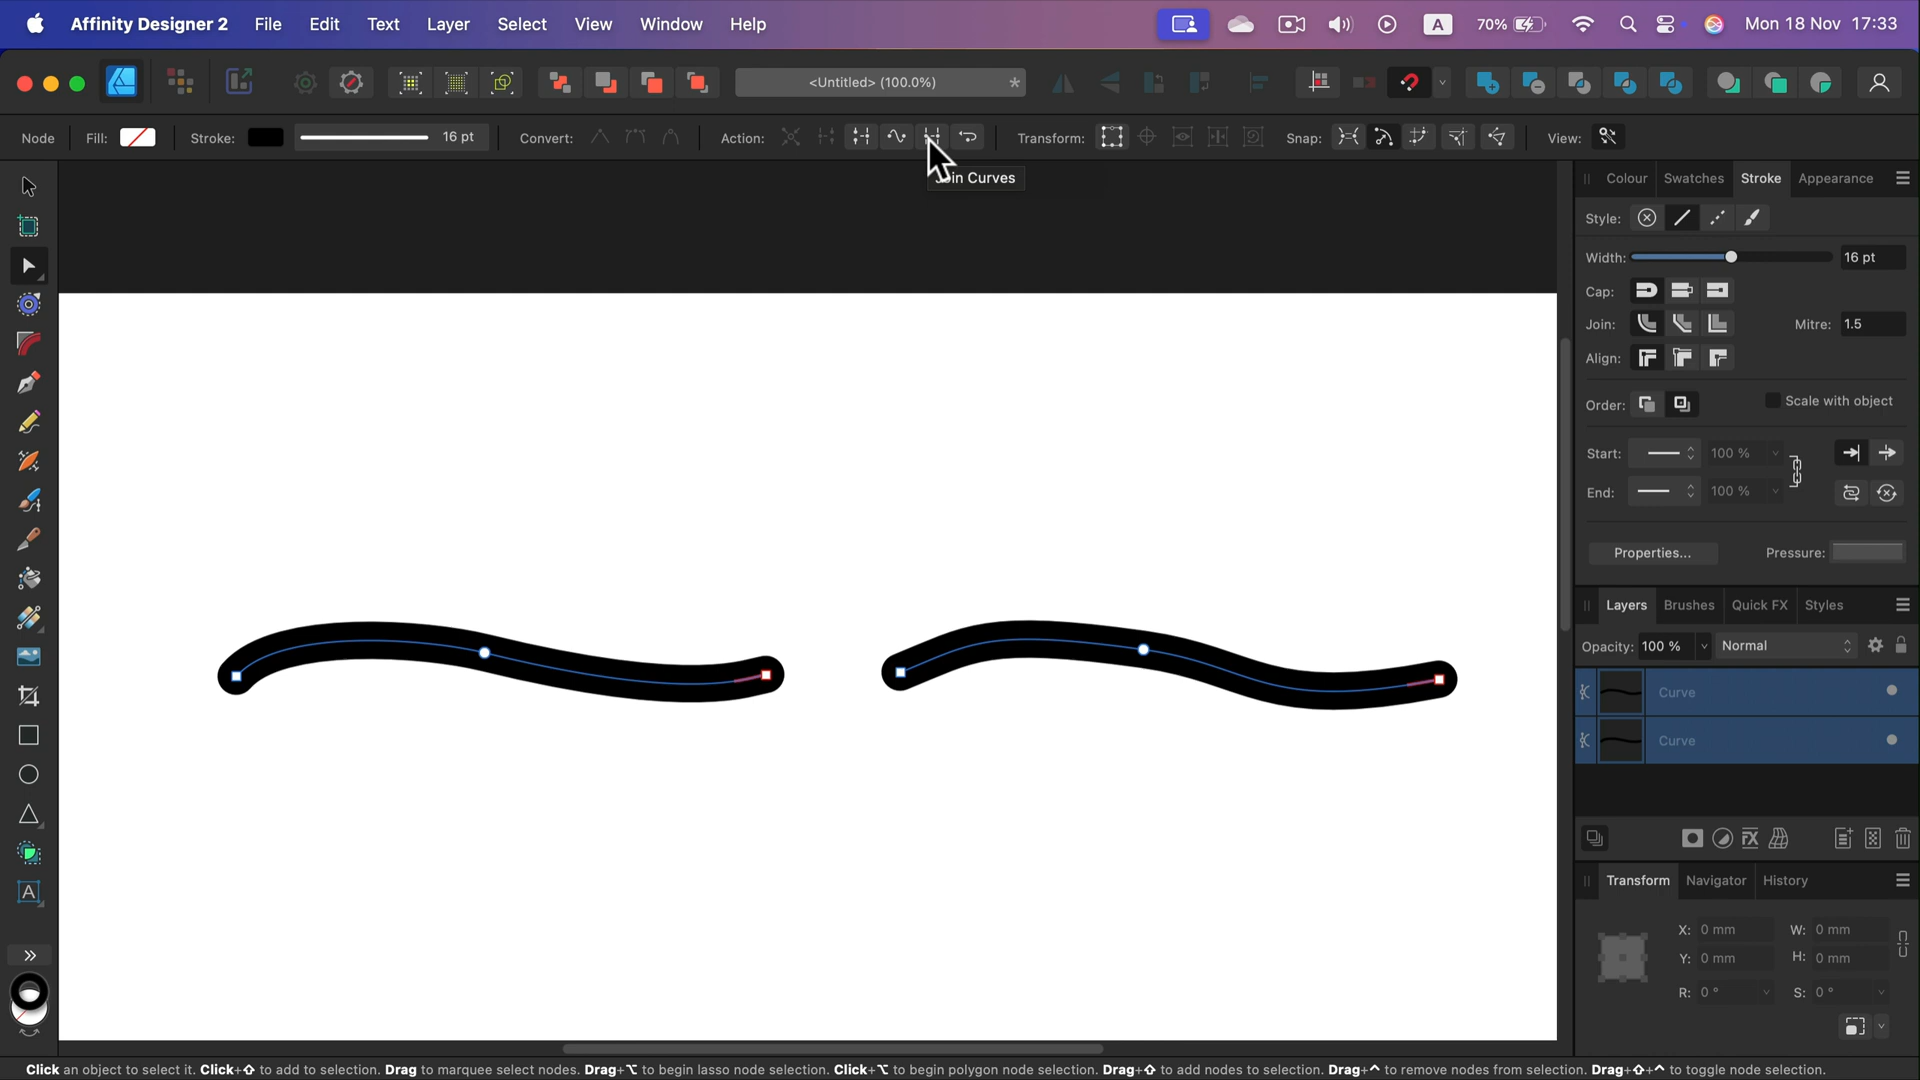 Affinity Designer 2 File Edit Text Layer Select View Window Help A 70% Mon 18 Nov 17:33
<Untitled> (100.0%) *
Node Fill: Stroke: 16 pt Convert: Action: Transform: Snap: View:
in Curves
Colour Swatches Stroke Appearance
Style:
Width: 16 pt
Cap:
Join: Mitre: 1.5
Align:
Order: Scale with object
Start: 100 %
End: 100 %
Properties... Pressure:
Layers Brushes Quick FX Styles
Opacity: 100 % Normal
Curve
Curve
FX
Transform Navigator History
X: 0 mm W: 0 mm
Y: 0 mm H: 0 mm
R: 0 ° S: 0 °
A
Click an object to select it. Click+⇧ to add to selection. Drag to marquee select nodes. Drag+⌥ to begin lasso node selection. Click+⌥ to begin polygon node selection. Drag+⇧ to add nodes to selection. Drag+⌃ to remove nodes from selection. Drag+⇧+⌃ to toggle node selection.